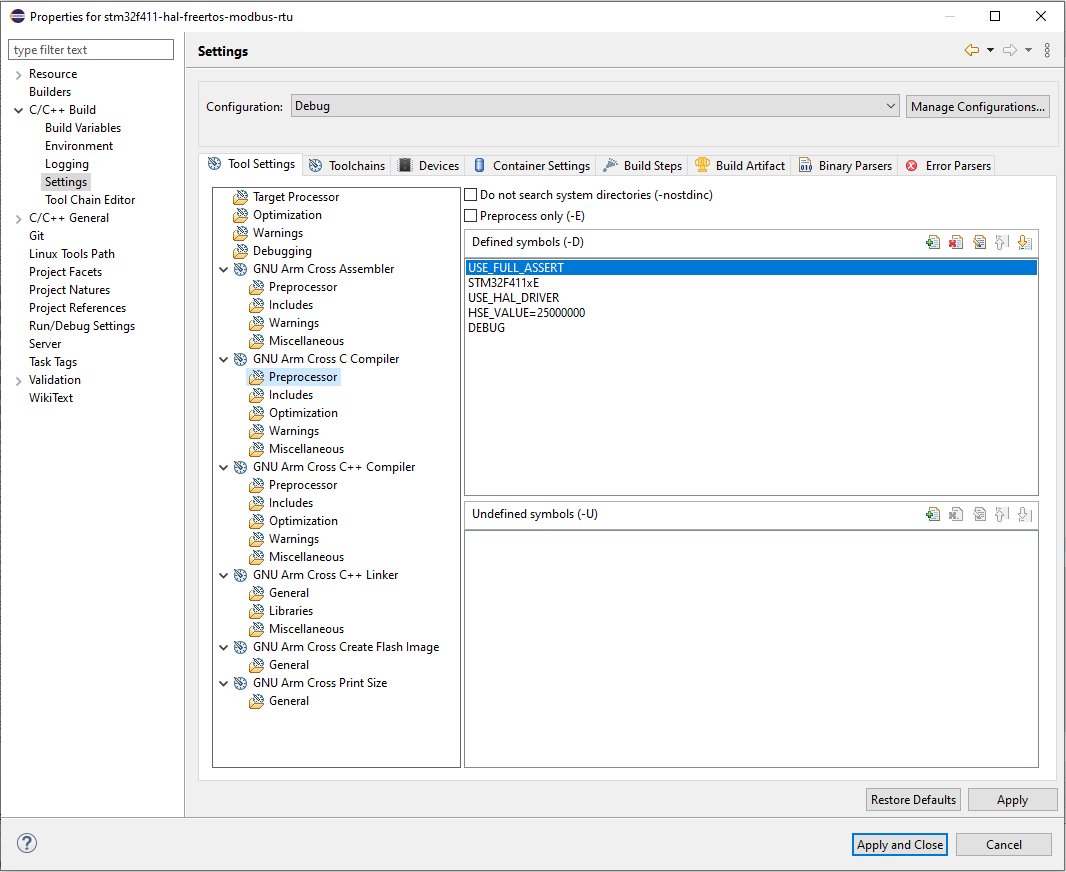 Properties for stm32f411-hal-freertos-modbus-rtu
type filter text
Resource
Builders
C/C++ Build
Build Variables
Environment
Logging
Settings
Tool Chain Editor
C/C++ General
Git
Linux Tools Path
Project Facets
Project Natures
Project References
Run/Debug Settings
Server
Task Tags
Validation
WikiText
Settings
Configuration: Debug Manage Configurations...
Tool Settings Toolchains Devices Container Settings Build Steps Build Artifact Binary Parsers Error Parsers
Target Processor
Optimization
Warnings
Debugging
GNU Arm Cross Assembler
Preprocessor
Includes
Warnings
Miscellaneous
GNU Arm Cross C Compiler
Preprocessor
Includes
Optimization
Warnings
Miscellaneous
GNU Arm Cross C++ Compiler
Preprocessor
Includes
Optimization
Warnings
Miscellaneous
GNU Arm Cross C++ Linker
General
Libraries
Miscellaneous
GNU Arm Cross Create Flash Image
General
GNU Arm Cross Print Size
General
Do not search system directories (-nostdinc)
Preprocess only (-E)
Defined symbols (-D)
USE_FULL_ASSERT
STM32F411xE
USE_HAL_DRIVER
HSE_VALUE=25000000
DEBUG
Undefined symbols (-U)
Restore Defaults Apply
Apply and Close Cancel